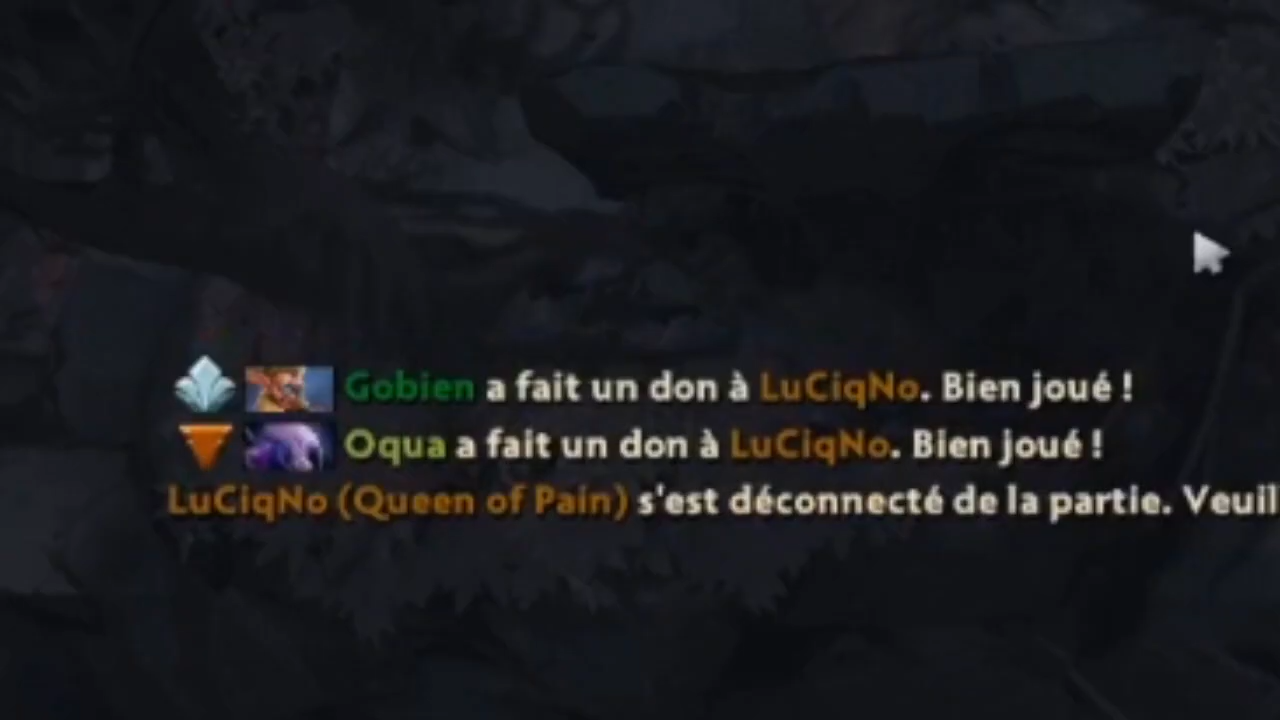 Gobien a fait un don à LuCiqNo. Bien joué !
Oqua a fait un don à LuCiqNo. Bien joué !
LuCiqNo (Queen of Pain) s'est déconnecté de la partie.